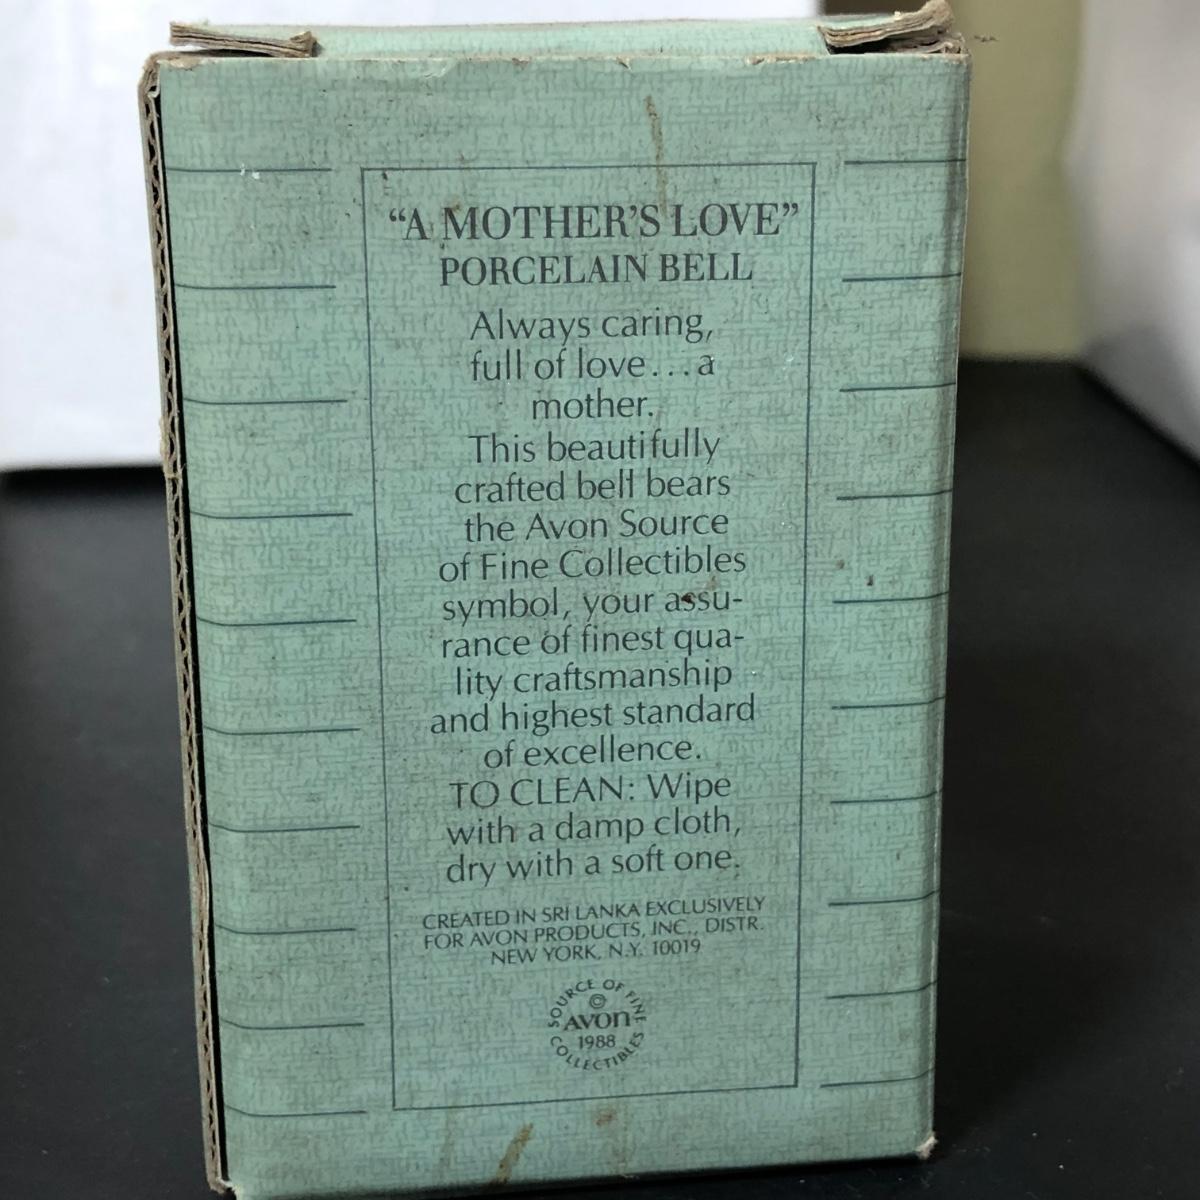 “A MOTHER’S LOVE”
PORCELAIN BELL
Always caring,
full of love...a
mother.
This beautifully
crafted bell bears
the Avon Source
of Fine Collectibles
symbol, your assu-
rance of finest qua-
lity craftsmanship
and highest standard
of excellence.
TO CLEAN: Wipe
with a damp cloth,
dry with a soft one.
CREATED IN SRI LANKA EXCLUSIVELY
FOR AVON PRODUCTS, INC., DISTR.
NEW YORK, N.Y. 10019
SOURCE OF FINE
©
AVON
1988
COLLECTIBLES